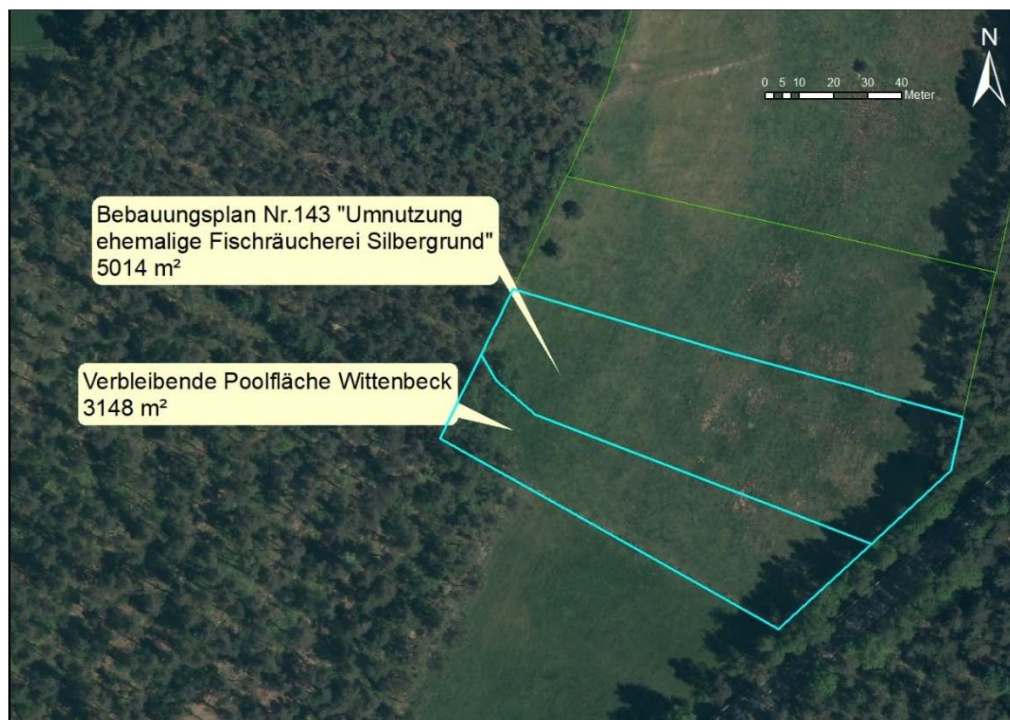 N
0 5 10 20 30 40
Meter
Bebauungsplan Nr.143 "Umnutzung
ehemalige Fischräucherei Silbergrund"
5014 m²
Verbleibende Poolfläche Wittenbeck
3148 m²